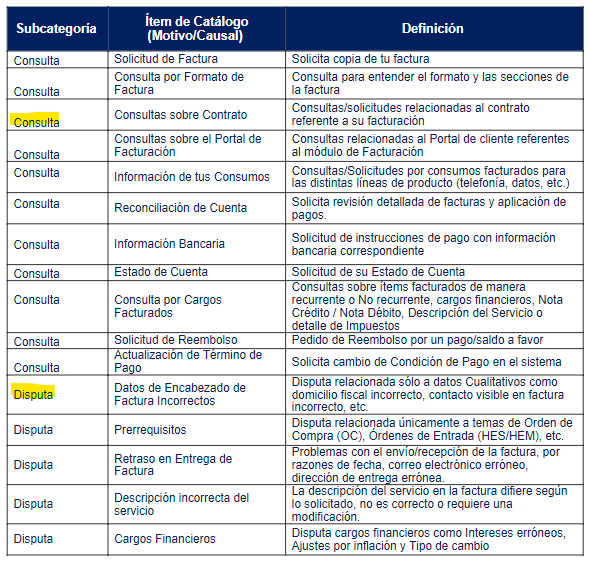 Subcategoría
Ítem de Catálogo
(Motivo/Causal)
Definición
Consulta
Solicitud de Factura
Solicita copia de tu factura
Consulta
Consulta por Formato de
Factura
Consulta para entender el formato y las secciones de
la factura
Consulta
Consultas sobre Contrato
Consultas/solicitudes relacionadas al contrato
referente a su facturación
Consulta
Consultas sobre el Portal de
Facturación
Consultas relacionadas al Portal de cliente referentes
al módulo de Facturación
Consulta
Información de tus Consumos
Consultas/Solicitudes por consumos facturados para
las distintas líneas de producto (telefonía, datos, etc.)
Consulta
Reconciliación de Cuenta
Solicita revisión detallada de facturas y aplicación de
pagos.
Consulta
Información Bancaria
Solicitud de instrucciones de pago con información
bancaria correspondiente
Consulta
Estado de Cuenta
Solicitud de su Estado de Cuenta
Consulta
Consulta por Cargos
Facturados
Consultas sobre ítems facturados de manera
recurrente o No recurrente, cargos financieros, Nota
Crédito / Nota Débito, Descripción del Servicio o
detalle de Impuestos
Consulta
Solicitud de Reembolso
Pedido de Reembolso por un pago/saldo a favor
Consulta
Actualización de Término de
Pago
Solicita cambio de Condición de Pago en el sistema
Disputa
Datos de Encabezado de
Factura Incorrectos
Disputa relacionada sólo a datos Cualitativos como
domicilio fiscal incorrecto, contacto visible en factura
incorrecto, etc.
Disputa
Prerrequisitos
Disputa relacionada únicamente a temas de Orden de
Compra (OC), Órdenes de Entrada (HES/HEM), etc.
Disputa
Retraso en Entrega de
Factura
Problemas con el envío/recepción de la factura, por
razones de fecha, correo electrónico erróneo,
dirección de entrega errónea.
Disputa
Descripción incorrecta del
servicio
La descripción del servicio en la factura difiere según
lo solicitado, no es correcto o requiere una
modificación.
Disputa
Cargos Financieros
Disputa cargos financieros como Intereses erróneos,
Ajustes por inflación y Tipo de cambio